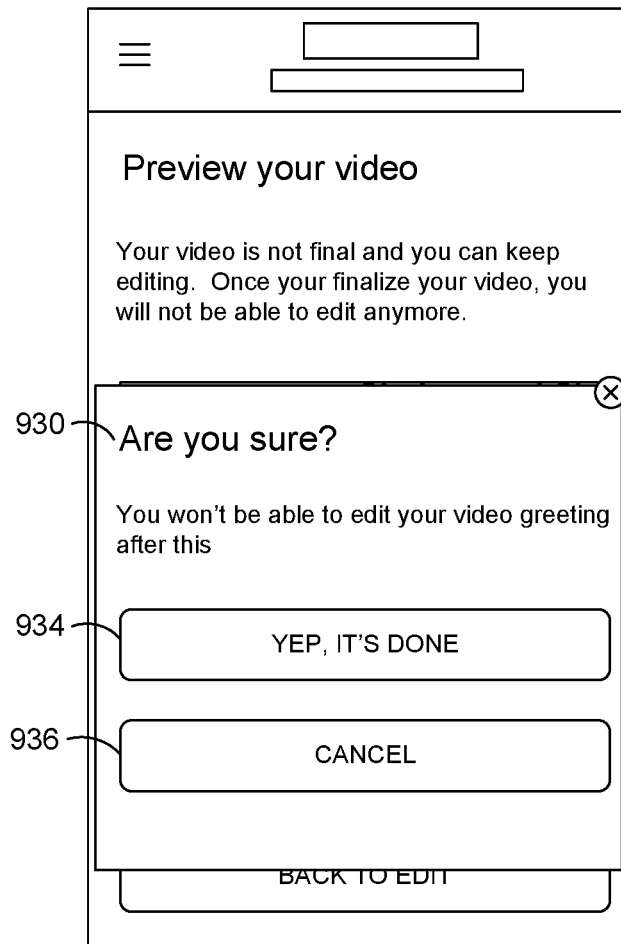 Preview your video
Your video is not final and you can keep
editing.  Once your finalize your video, you
will not be able to edit anymore.
930
Are you sure?
You won't be able to edit your video greeting
after this
934
YEP, IT'S DONE
936
CANCEL
BACK TO EDIT